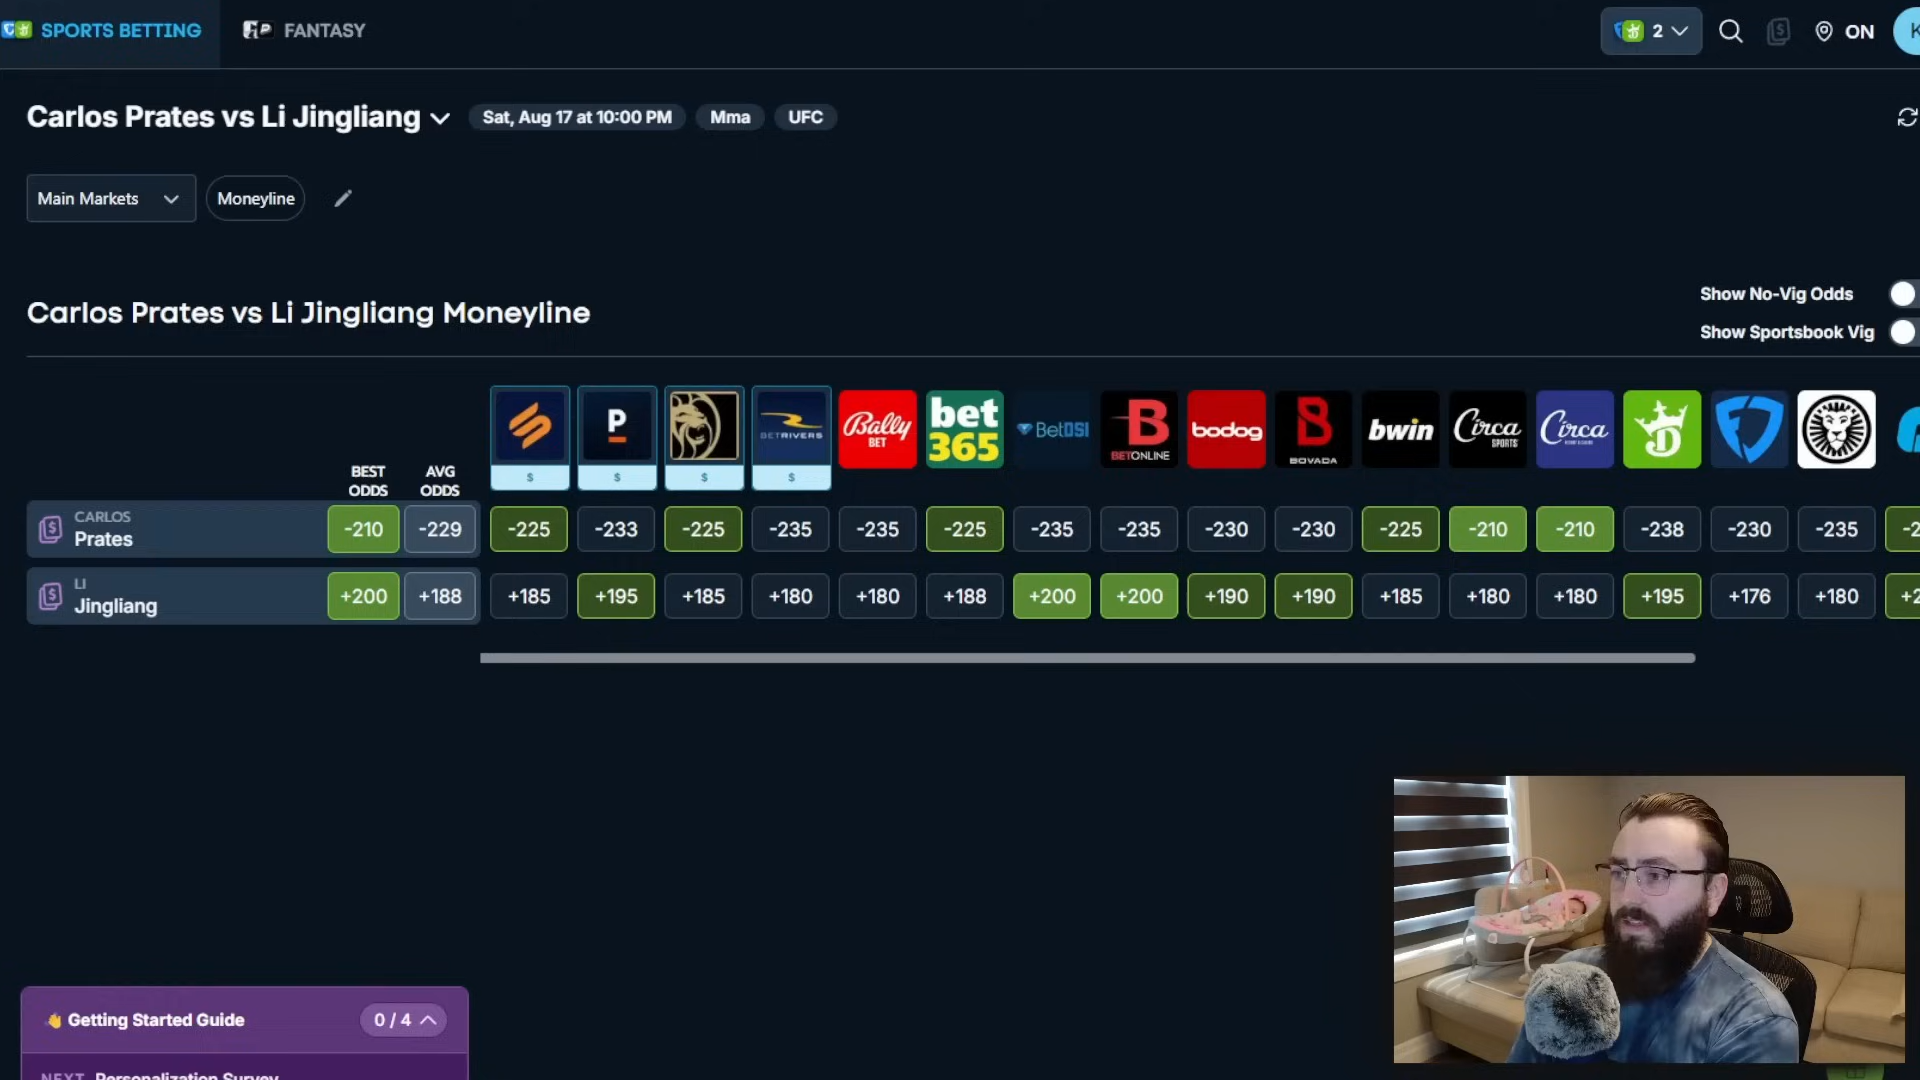 SPORTS BETTING
FANTASY
2
ON
K
Carlos Prates vs Li Jingliang
Sat, Aug 17 at 10:00 PM
Mma
UFC
Main Markets
Moneyline
Carlos Prates vs Li Jingliang Moneyline
Show No-Vig Odds
Show Sportsbook Vig
BEST ODDS
AVG ODDS
P
BETRIVERS
Bally BET
bet365
BetDSI
B BETONLINE
bodog
B BOVADA
bwin
Circa SPORTS
Circa
$ $ $ $
CARLOS
Prates
-210 -229 -225 -233 -225 -235 -235 -225 -235 -235 -230 -230 -225 -210 -210 -238 -230 -235 -2
LI
Jingliang
+200 +188 +185 +195 +185 +180 +180 +188 +200 +200 +190 +190 +185 +180 +180 +195 +176 +180 +2
Getting Started Guide
0 / 4
NEXT Personalization Survey